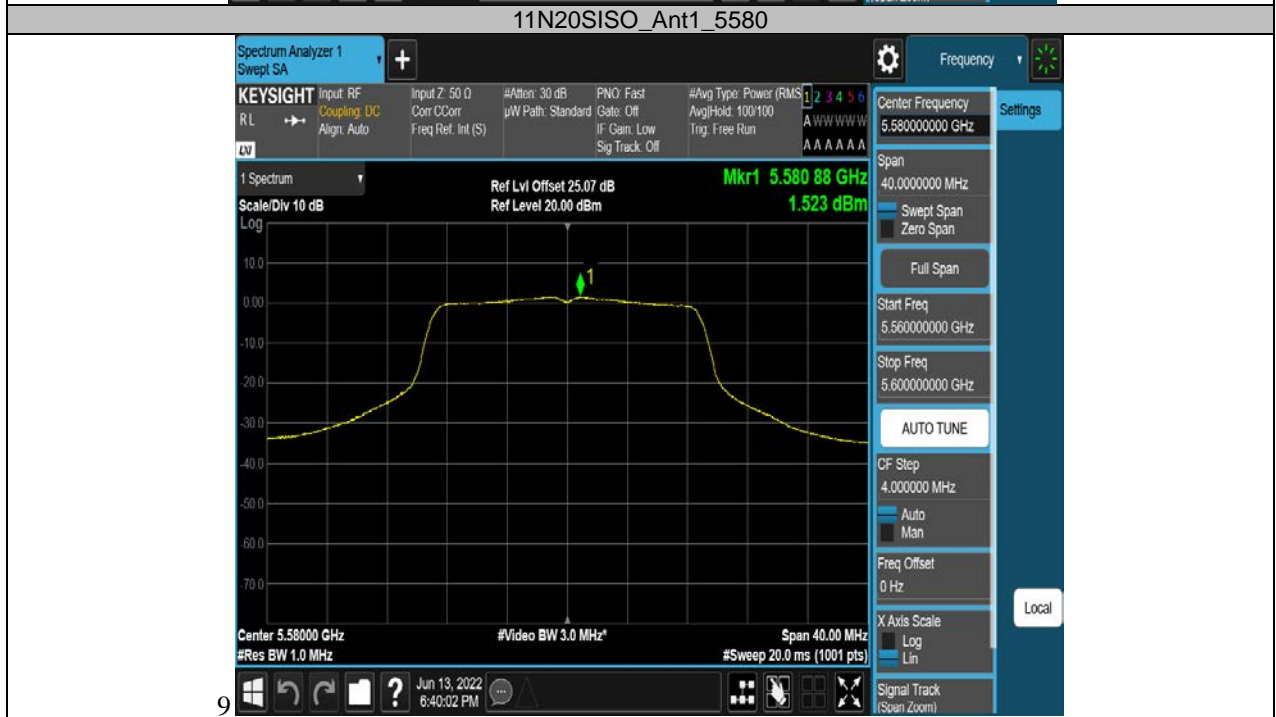 (Span Zoom)
11N20SISO_Ant1_5580
Spectrum Analyzer 1
Swept SA
+
Frequency
KEYSIGHT
RL
LXI
Input: RF
Coupling: DC
Align: Auto
Input Z: 50 Ω
Corr CCorr
Freq Ref: Int (S)
#Atten: 30 dB
µW Path: Standard
PNO: Fast
Gate: Off
IF Gain: Low
Sig Track: Off
#Avg Type: Power (RMS
Avg|Hold: 100/100
Trig: Free Run
1 2 3 4 5 6
A W W W W W
A A A A A A
Center Frequency
5.580000000 GHz
Settings
1 Spectrum
Scale/Div 10 dB
Log
Ref Lvl Offset 25.07 dB
Ref Level 20.00 dBm
Mkr1 5.580 88 GHz
1.523 dBm
Span
40.0000000 MHz
Swept Span
Zero Span
Full Span
Start Freq
5.560000000 GHz
Stop Freq
5.600000000 GHz
AUTO TUNE
CF Step
4.000000 MHz
Auto
Man
Freq Offset
0 Hz
X Axis Scale
Log
Lin
Signal Track
(Span Zoom)
Local
10.0
1
0.00
-10.0
-20.0
-30.0
-40.0
-50.0
-60.0
-70.0
Center 5.58000 GHz
#Res BW 1.0 MHz
#Video BW 3.0 MHz*
Span 40.00 MHz
#Sweep 20.0 ms (1001 pts)
?
Jun 13, 2022
6:40:02 PM
9